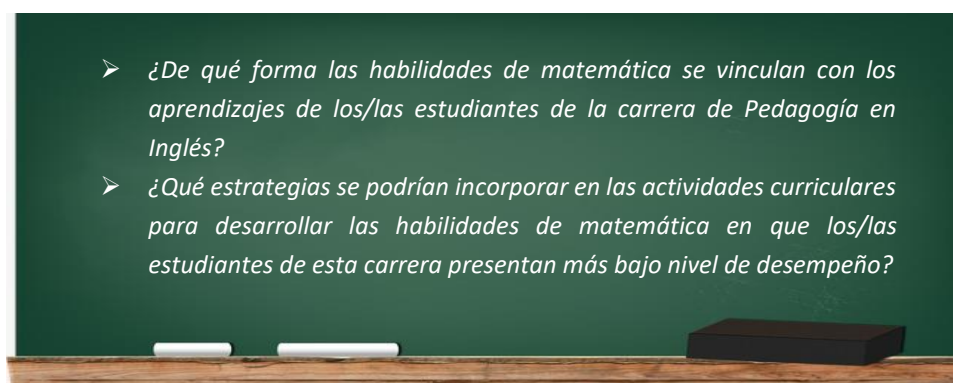 ➢ ¿De qué forma las habilidades de matemática se vinculan con los
aprendizajes de los/las estudiantes de la carrera de Pedagogía en
Inglés?
➢ ¿Qué estrategias se podrían incorporar en las actividades curriculares
para desarrollar las habilidades de matemática en que los/las
estudiantes de esta carrera presentan más bajo nivel de desempeño?